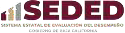 SEDED
SISTEMA ESTATAL DE EVALUACIÓN DEL DESEMPEÑO
GOBIERNO DE BAJA CALIFORNIA